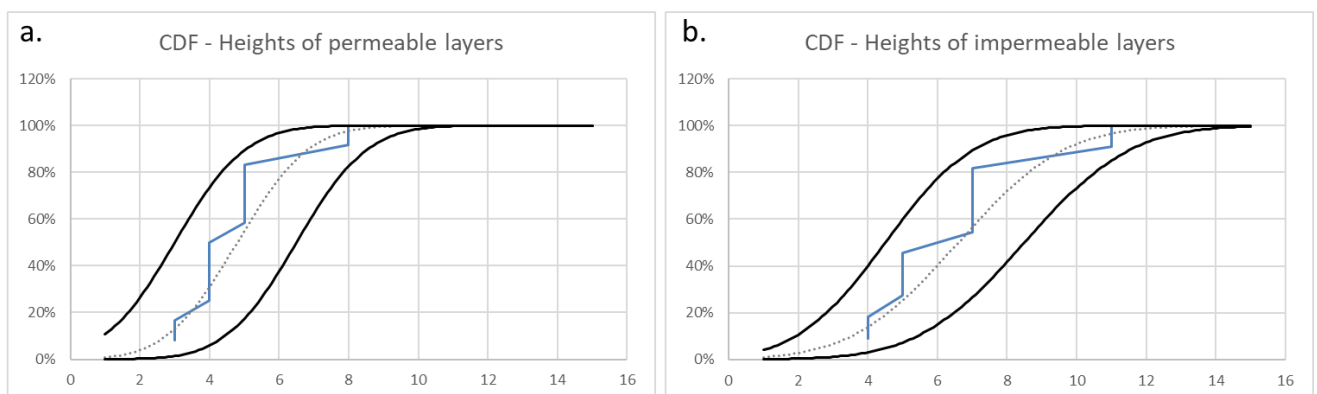 a.
CDF - Heights of permeable layers
120%
100%
80%
60%
40%
20%
0%
0 2 4 6 8 10 12 14 16
b.
CDF - Heights of impermeable layers
120%
100%
80%
60%
40%
20%
0%
0 2 4 6 8 10 12 14 16